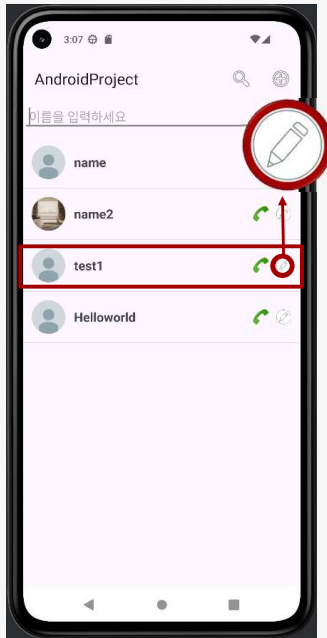 3:07
AndroidProject
이름을 입력하세요
name
name2
test1
Helloworld